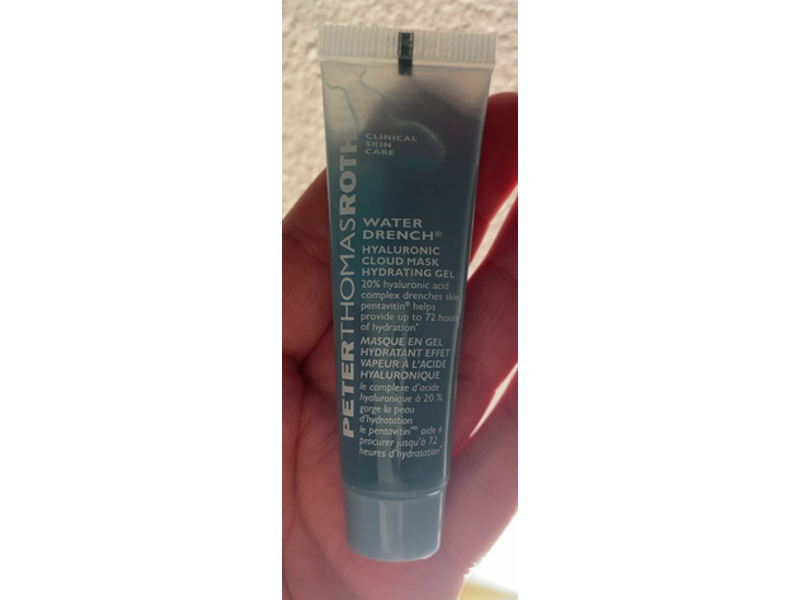 PETERTHOMASROTH
CLINICAL
SKIN
CARE
WATER
DRENCH®
HYALURONIC
CLOUD MASK
HYDRATING GEL
20% hyaluronic acid
complex drenches skin
pentavitin® helps
provide up to 72 hours
of hydration*
MASQUE EN GEL
HYDRATANT EFFET
VAPEUR À L'ACIDE
HYALURONIQUE
le complexe d'acide
hyaluronique à 20 %
gorge la peau
d'hydratation
le pentavitin® aide à
procurer jusqu'à 72
heures d'hydratation*